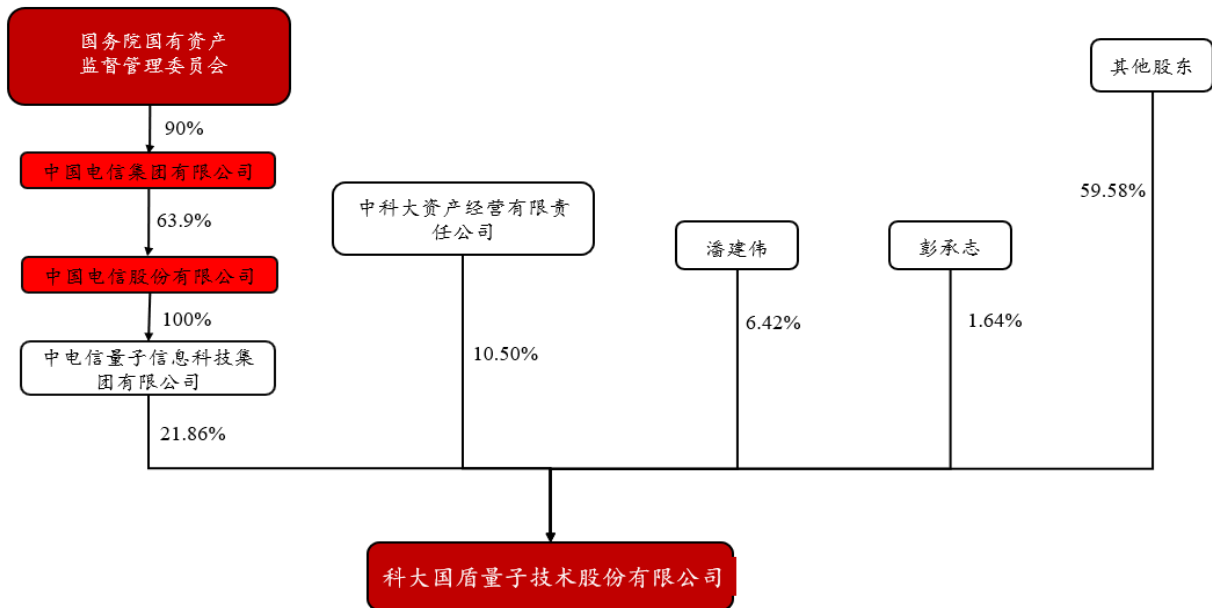 国务院国有资产
监督管理委员会
其他股东
90%
中国电信集团有限公司
63.9%
中国电信股份有限公司
100%
中电信量子信息科技集
团有限公司
21.86%
中科大资产经营有限责
任公司
10.50%
潘建伟
6.42%
彭承志
1.64%
59.58%
科大国盾量子技术股份有限公司